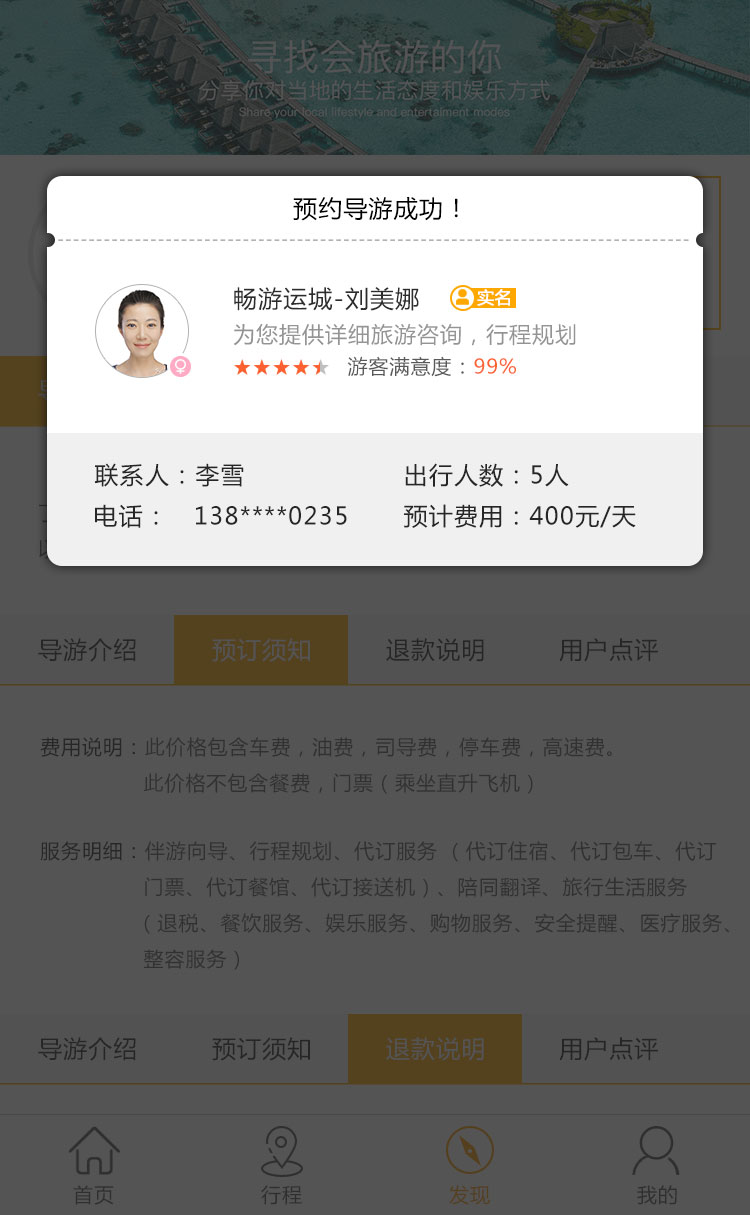 寻找会旅游的你
分享你对当地的生活态度和娱乐方式
Share your local lifestyle and entertaiment modes
预约导游成功！
畅游运城-刘美娜 实名
为您提供详细旅游咨询，行程规划
游客满意度：99%
联系人：李雪 出行人数：5人
电话： 138****0235 预计费用：400元/天
导游介绍 预订须知 退款说明 用户点评
费用说明：此价格包含车费，油费，司导费，停车费，高速费。
此价格不包含餐费，门票（乘坐直升飞机）
服务明细：伴游向导、行程规划、代订服务（代订住宿、代订包车、代订
门票、代订餐馆、代订接送机）、陪同翻译、旅行生活服务
（退税、餐饮服务、娱乐服务、购物服务、安全提醒、医疗服务、
整容服务）
导游介绍 预订须知 退款说明 用户点评
首页 行程 发现 我的